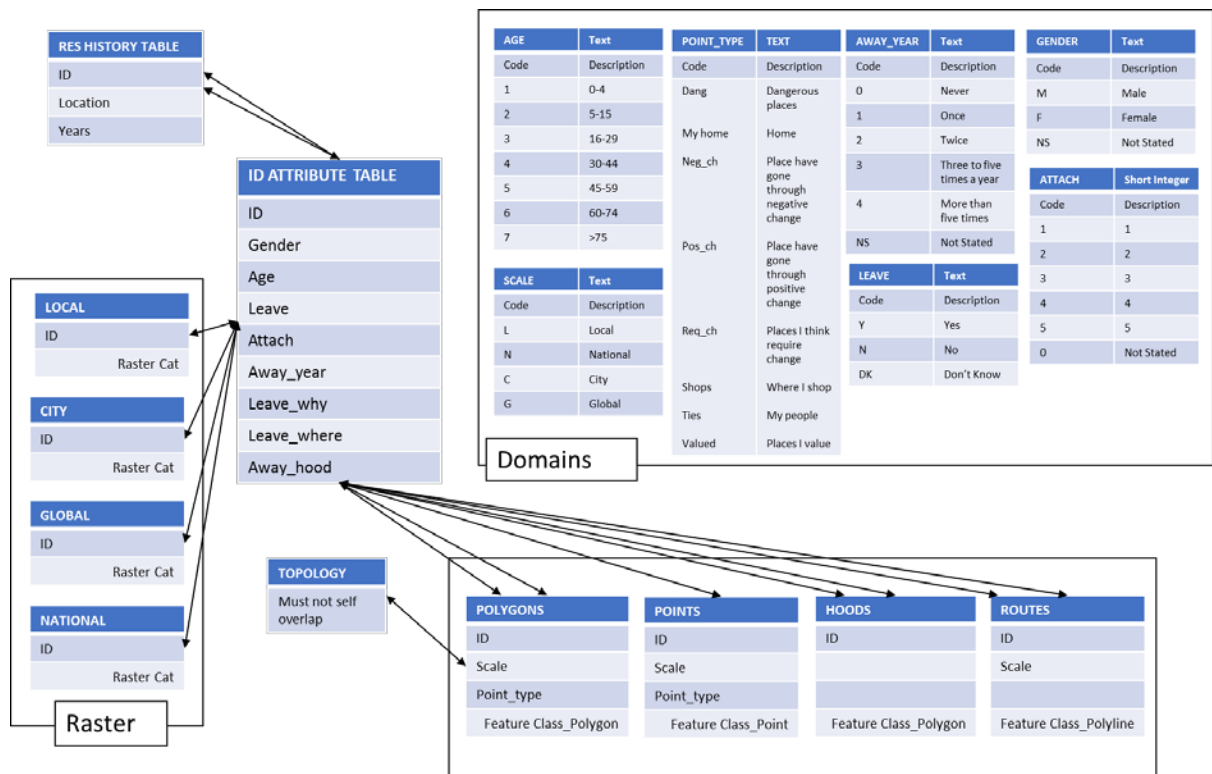 RES HISTORY TABLE
ID
Location
Years
ID ATTRIBUTE TABLE
ID
Gender
Age
Leave
Attach
Away_year
Leave_why
Leave_where
Away_hood
LOCAL
ID
Raster Cat
CITY
ID
Raster Cat
GLOBAL
ID
Raster Cat
NATIONAL
ID
Raster Cat
Raster
AGE Text
Code Description
1 0-4
2 5-15
3 16-29
4 30-44
5 45-59
6 60-74
7 >75
SCALE Text
Code Description
L Local
N National
C City
G Global
POINT_TYPE TEXT
Code Description
Dang Dangerous
places
My home Home
Neg_ch Place have
gone
through
negative
change
Pos_ch Place have
gone
through
positive
change
Req_ch Places I think
require
change
Shops Where I shop
Ties My people
Valued Places I value
AWAY_YEAR Text
Code Description
0 Never
1 Once
2 Twice
3 Three to five
times a year
4 More than
five times
NS Not Stated
LEAVE Text
Code Description
Y Yes
N No
DK Don't Know
GENDER Text
Code Description
M Male
F Female
NS Not Stated
ATTACH Short Integer
Code Description
1 1
2 2
3 3
4 4
5 5
0 Not Stated
Domains
TOPOLOGY
Must not self
overlap
POLYGONS
ID
Scale
Point_type
Feature Class_Polygon
POINTS
ID
Scale
Point_type
Feature Class_Point
HOODS
ID
Feature Class_Polygon
ROUTES
ID
Scale
Feature Class_Polyline